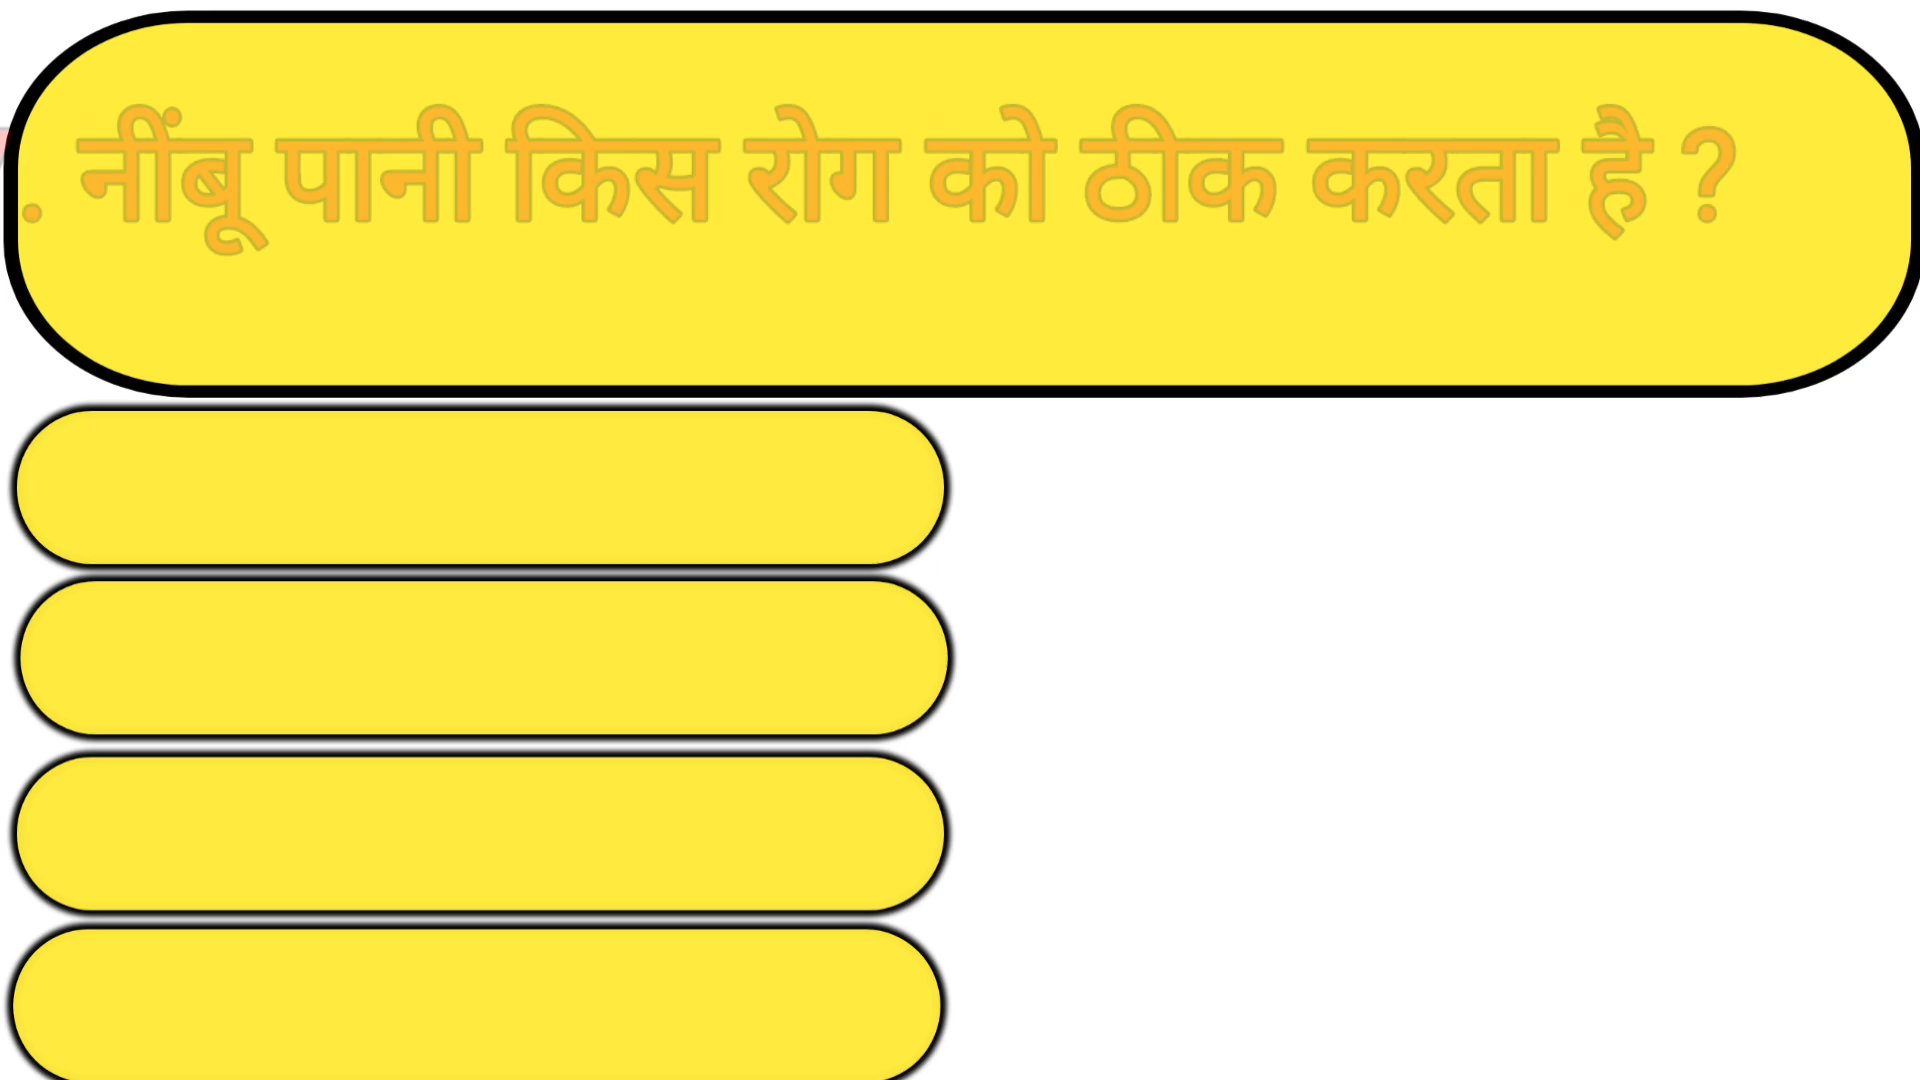 . नींबू पानी किस रोग को ठीक करता है ?